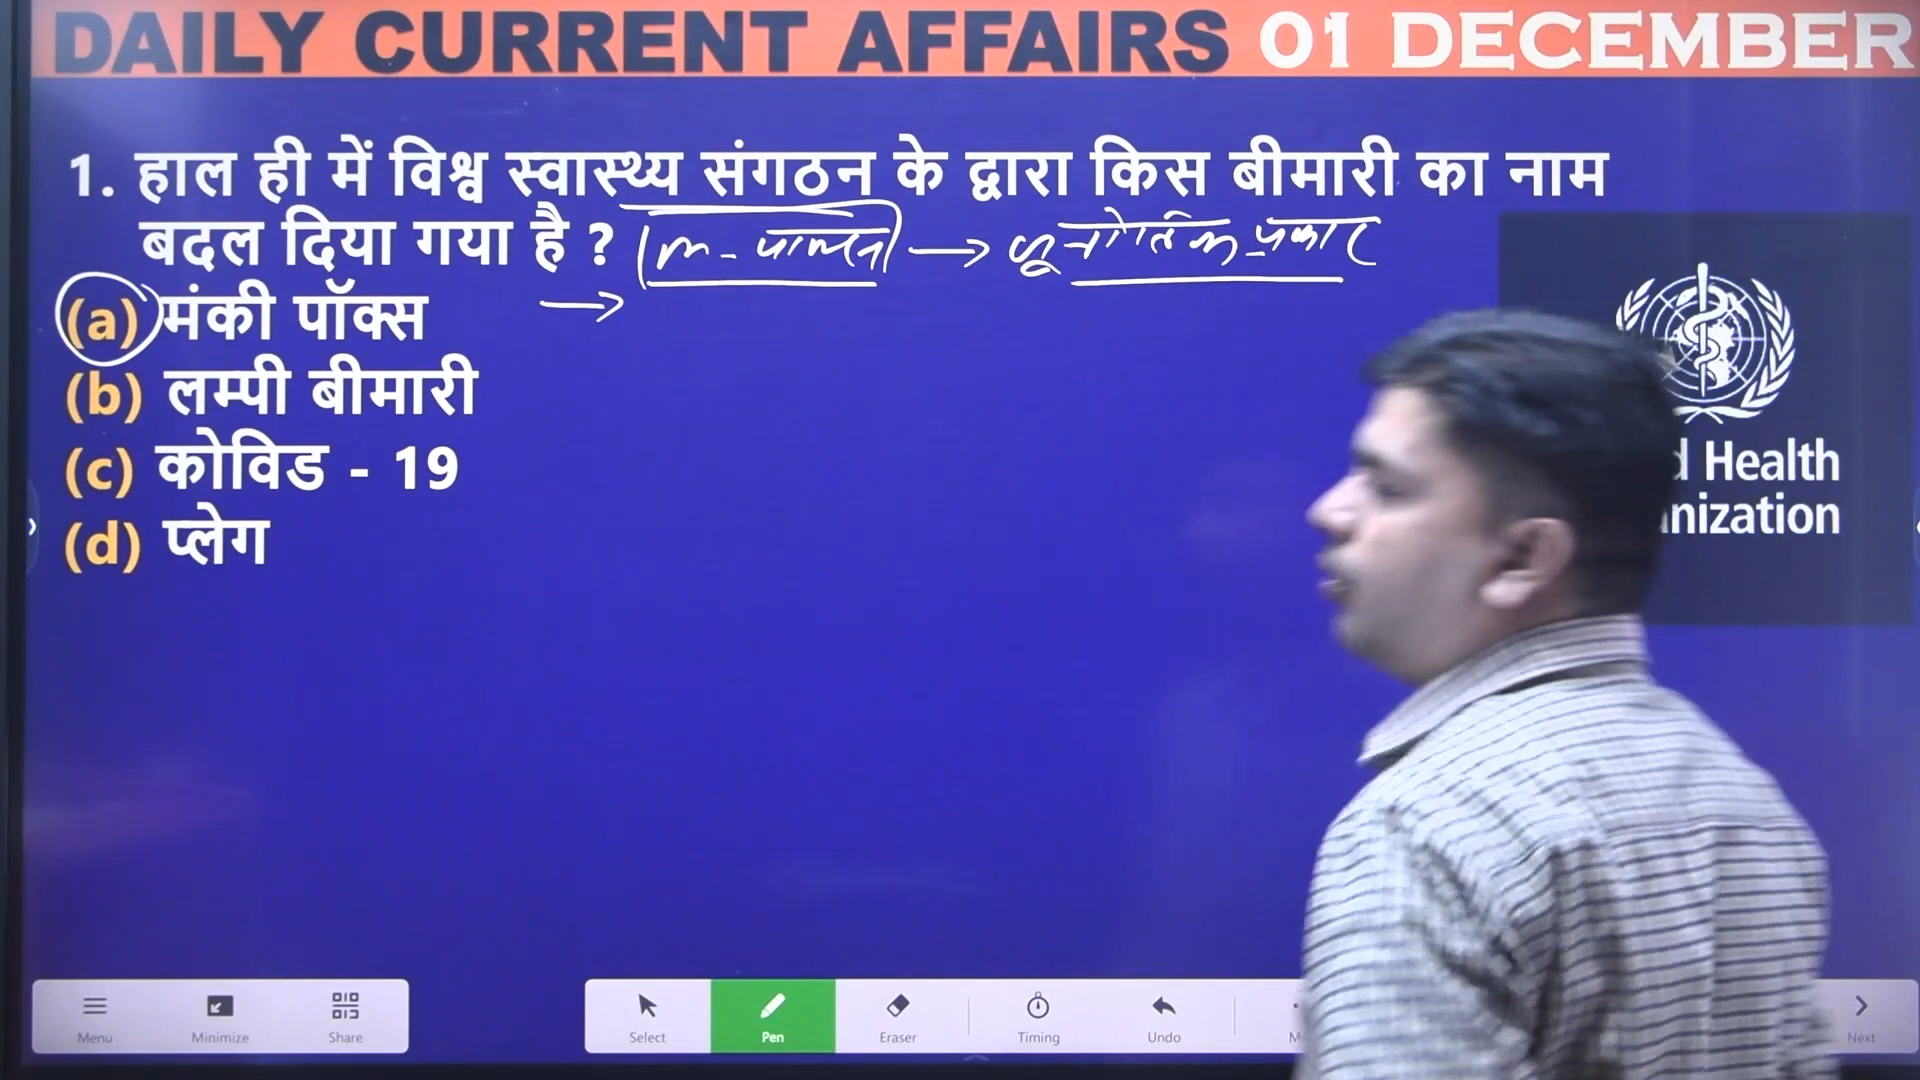 DAILY CURRENT AFFAIRS 01 DECEMBER
1. हाल ही में विश्व स्वास्थ्य संगठन के द्वारा किस बीमारी का नाम
बदल दिया गया है ?
(a) मंकी पॉक्स
(b) लम्पी बीमारी
(c) कोविड - 19
(d) प्लेग
d Health
nization
Menu
Minimize
Share
Select
Pen
Eraser
Timing
Undo
Next